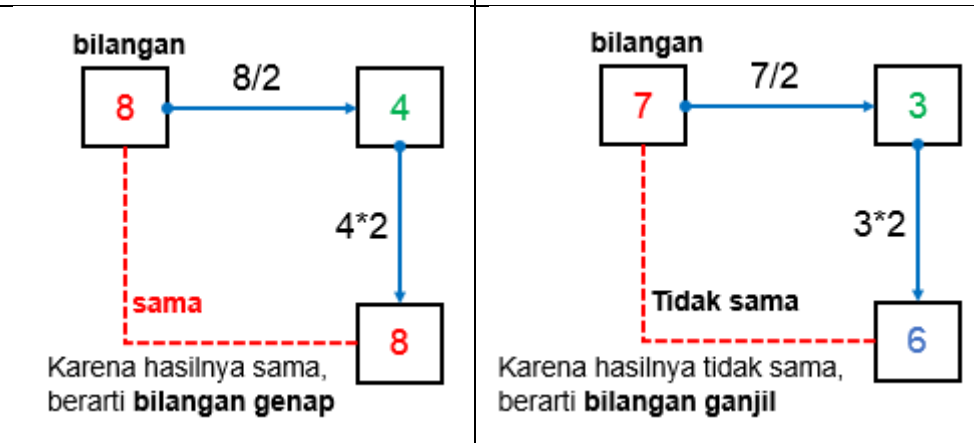 bilangan
8/2
8
4
4*2
sama
8
Karena hasilnya sama,
berarti bilangan genap
bilangan
7/2
7
3
3*2
Tidak sama
6
Karena hasilnya tidak sama,
berarti bilangan ganjil